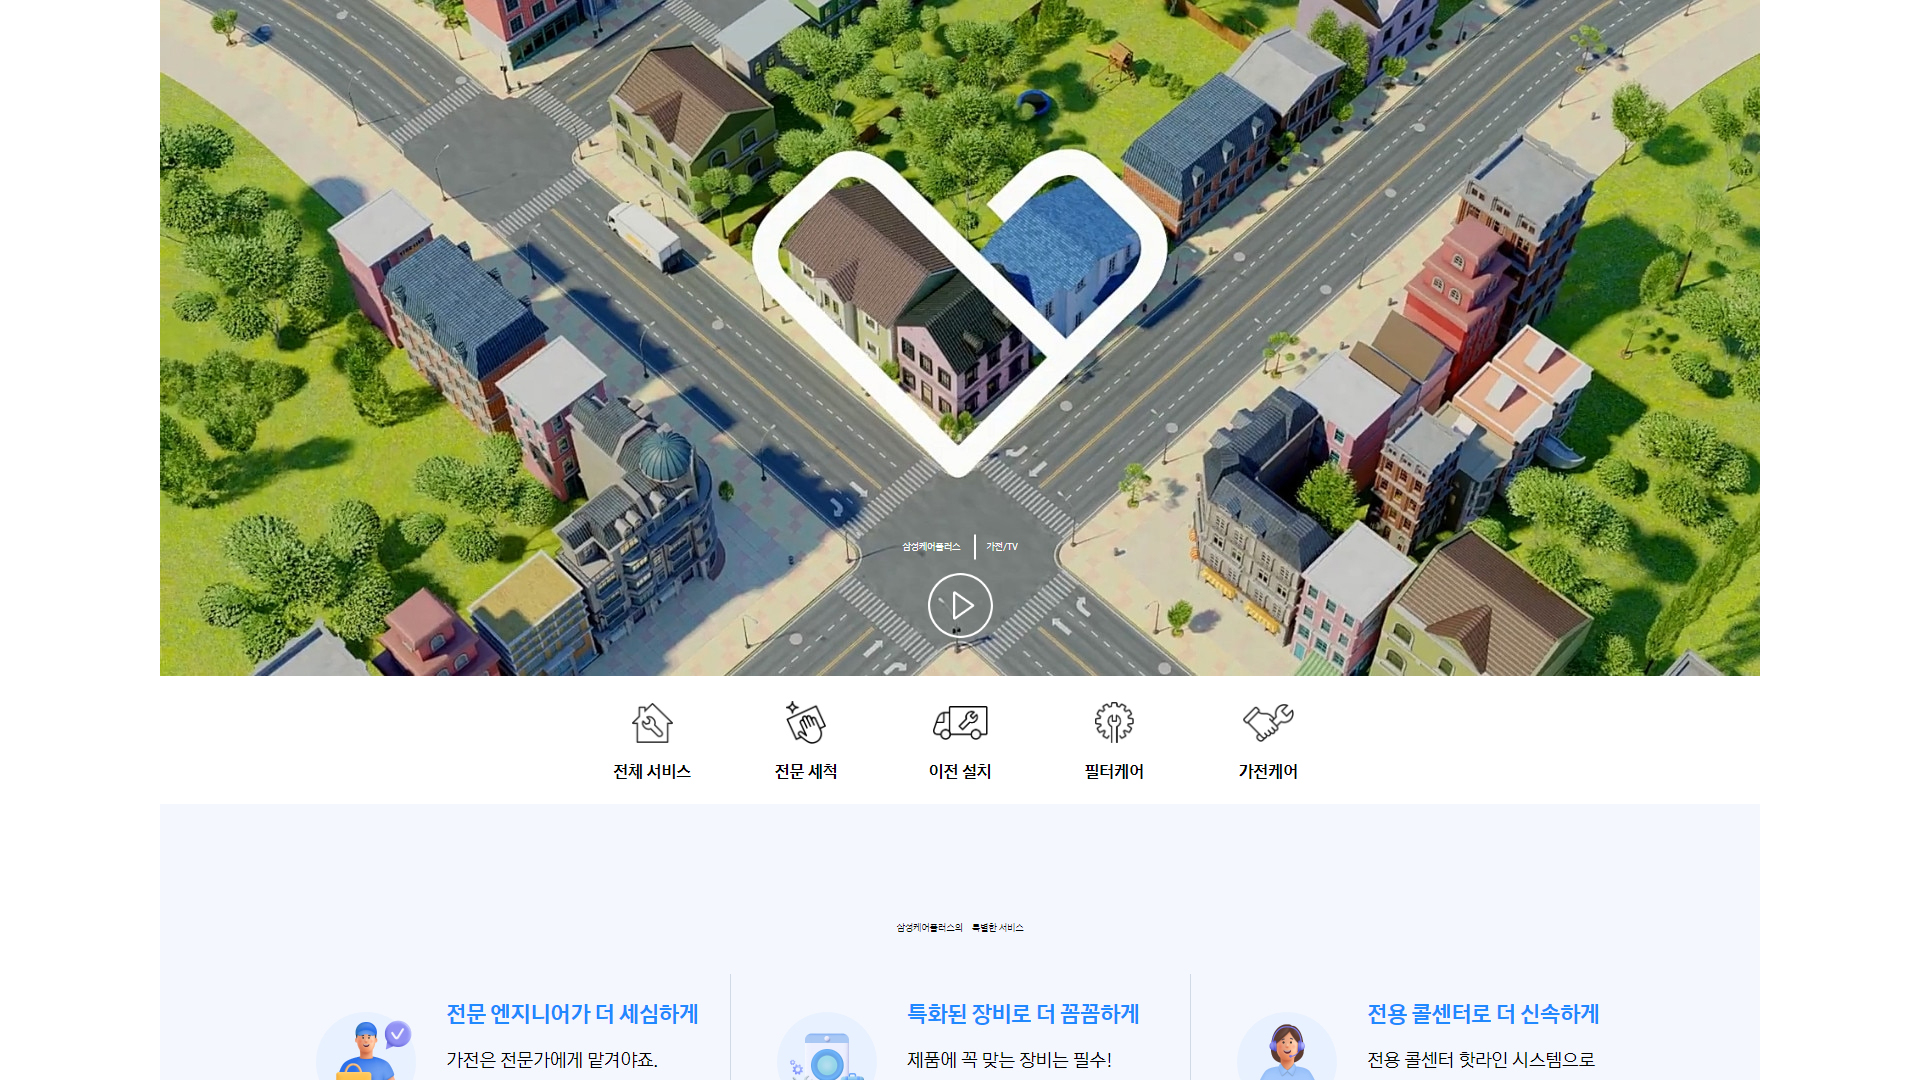 삼성케어플러스 가전/TV
전체 서비스
전문 세척
이전 설치
필터케어
가전케어
삼성케어플러스의 특별한 서비스
전문 엔지니어가 더 세심하게
가전은 전문가에게 맡겨야죠.
특화된 장비로 더 꼼꼼하게
제품에 꼭 맞는 장비는 필수!
전용 콜센터로 더 신속하게
전용 콜센터 핫라인 시스템으로